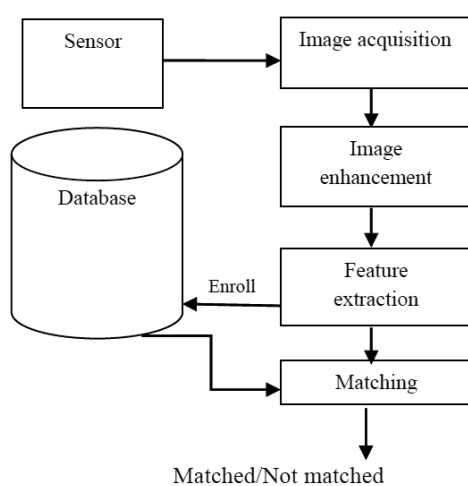 Sensor
Image acquisition
Image
enhancement
Database
Enroll
Feature
extraction
Matching
Matched/Not matched